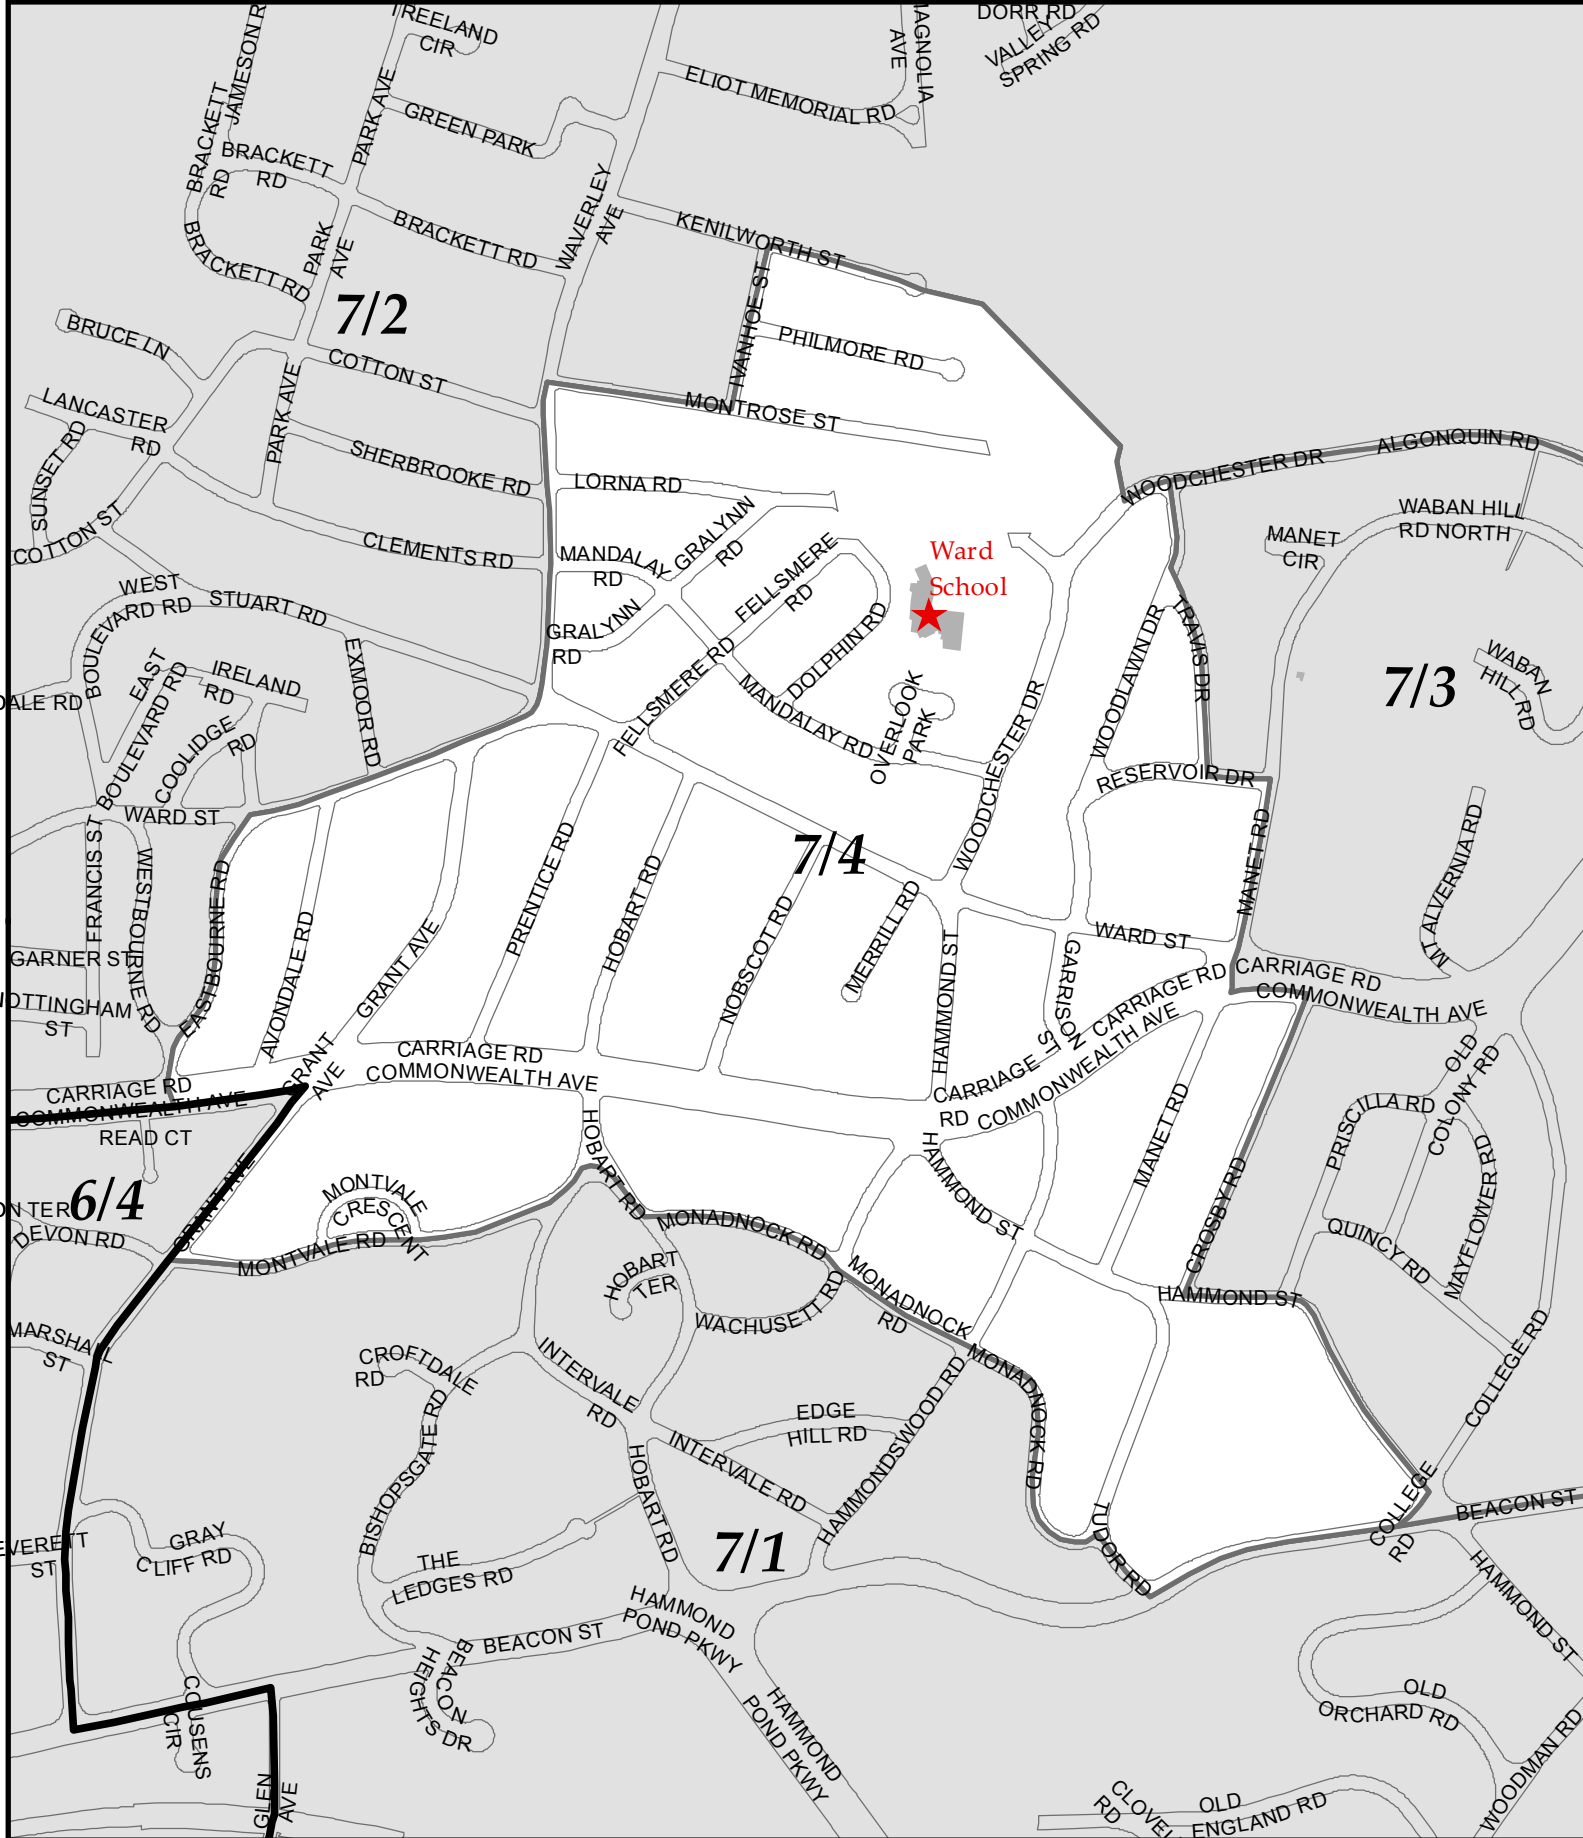 TREELAND
CIR
JAMESON R
MAGNOLIA
AVE
DORR RD
VALLEY
SPRING RD
ELIOT MEMORIAL RD
PARK AVE
GREEN PARK
BRACKETT
RD
BRACKETT
RD
BRACKETT RD
PARK
AVE
BRACKETT RD
WAVERLEY
AVE
KENILWORTH ST
7/2
BRUCE LN
IVANHOE ST
PHILMORE RD
COTTON ST
PARK AVE
LANCASTER
RD
SUNSET RD
MONTROSE ST
SHERBROOKE RD
LORNA RD
WOODCHESTER DR
ALGONQUIN RD
COTTON ST
CLEMENTS RD
MANDALAY
RD
GRALYNN
RD
FELLSMERE
RD
Ward
School
WABAN HILL
RD NORTH
MANET
CIR
WEST
BOULEVARD RD
STUART RD
GRALYNN
RD
DOLPHIN RD
TRAVIS DR
WOODLAWN DR
EAST
BOULEVARD RD
IRELAND
RD
EXMOOR RD
FELLSMERE RD
MANDALAY RD
OVERLOOK
PARK
WOODCHESTER DR
7/3
WABAN
HILL RD
DALE RD
COOLIDGE
RD
RESERVOIR DR
WARD ST
7/4
MANET RD
MT ALVERNIA RD
FRANCIS ST
WESTBOURNE RD
EASTBOURNE RD
AVONDALE RD
GRANT AVE
PRENTICE RD
HOBART RD
NOBSCOT RD
MERRILL RD
HAMMOND ST
GARRISON
ST
WARD ST
GARNER ST
NOTTINGHAM
ST
CARRIAGE RD
COMMONWEALTH AVE
CARRIAGE RD
COMMONWEALTH AVE
GRANT
AVE
CARRIAGE RD
COMMONWEALTH AVE
CARRIAGE
RD
COMMONWEALTH AVE
CARRIAGE RD
COMMONWEALTH AVE
READ CT
OLD
COLONY RD
PRISCILLA RD
MAYFLOWER RD
QUINCY RD
HOBART RD
HAMMOND ST
MANET RD
CROSBY RD
6/4
ON TER
DEVON RD
GRANT AVE
MONTVALE
CRESCENT
MONTVALE RD
MONADNOCK RD
HOBART
TER
WACHUSETT RD
MONADNOCK
RD
HAMMOND ST
MARSHALL
ST
CROFTDALE
RD
INTERVALE
RD
MONADNOCK RD
COLLEGE RD
EDGE
HILL RD
HAMMONDSWOOD RD
BISHOPSGATE RD
HOBART RD
INTERVALE RD
COLLEGE
RD
BEACON ST
TUDOR RD
EVERETT
ST
GRAY
CLIFF RD
THE
LEDGES RD
7/1
HAMMOND ST
HAMMOND
POND PKWY
BEACON ST
BEACON
HEIGHTS DR
COUSENS
CIR
HAMMOND
POND PKWY
OLD
ORCHARD RD
WOODMAN RD
GLEN
AVE
CLOVEL
RD
OLD
ENGLAND RD